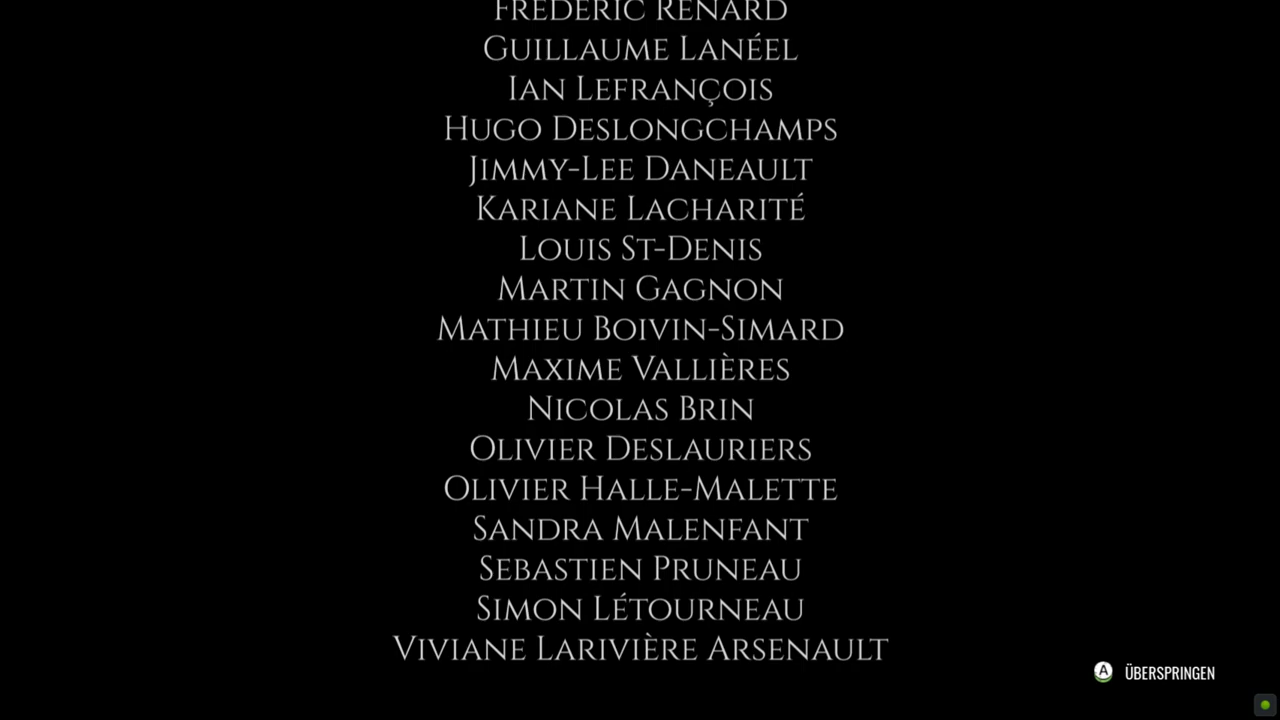 Frédéric Renard
Guillaume Lanéel
Ian Lefrançois
Hugo Deslongchamps
Jimmy-Lee Daneault
Kariane Lacharité
Louis St-Denis
Martin Gagnon
Mathieu Boivin-Simard
Maxime Vallières
Nicolas Brin
Olivier Deslauriers
Olivier Halle-Malette
Sandra Malenfant
Sebastien Pruneau
Simon Létourneau
Viviane Larivière Arsenault
A ÜBERSPRINGEN